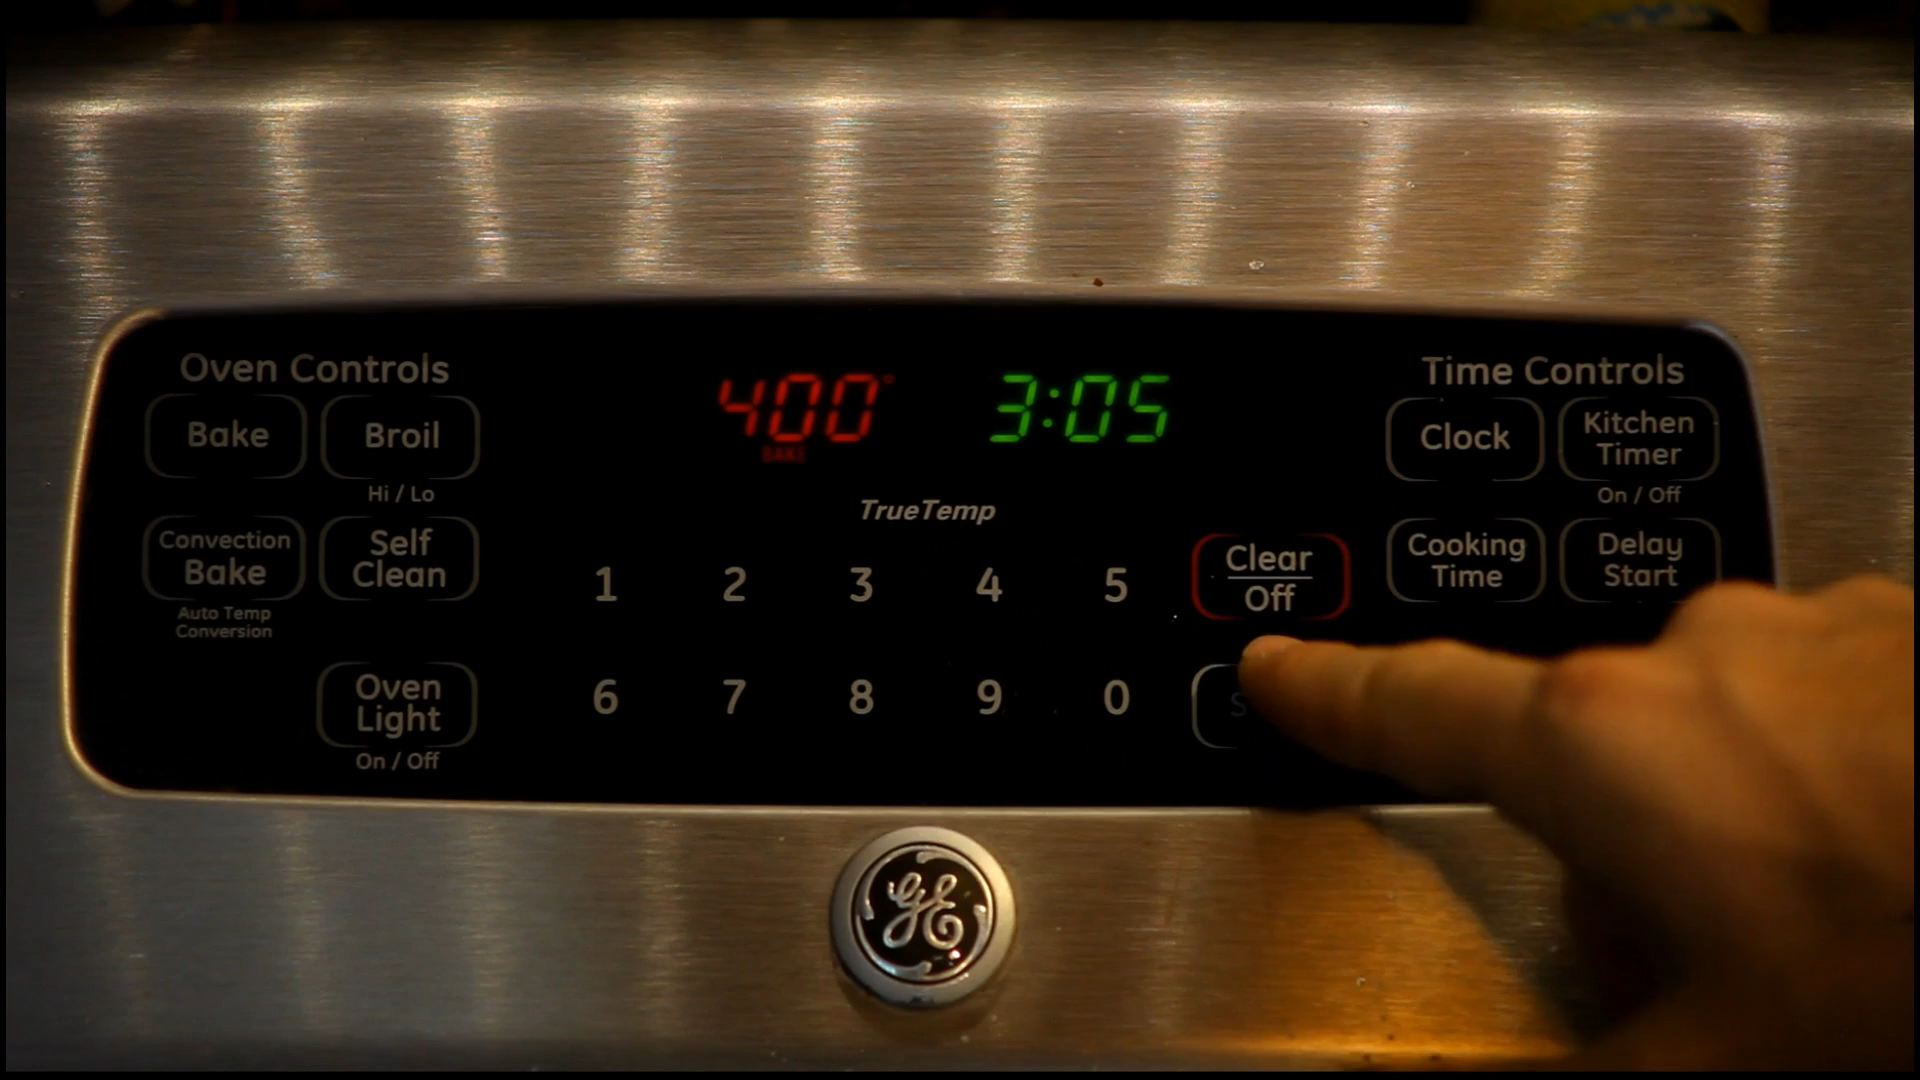 Oven Controls
Bake
Broil
Hi / Lo
Convection
Bake
Auto Temp
Conversion
Self
Clean
Oven
Light
On / Off
400°
BAKE
3:05
TrueTemp
1 2 3 4 5
6 7 8 9 0
Clear
Off
Time Controls
Clock
Kitchen
Timer
On / Off
Cooking
Time
Delay
Start
GE